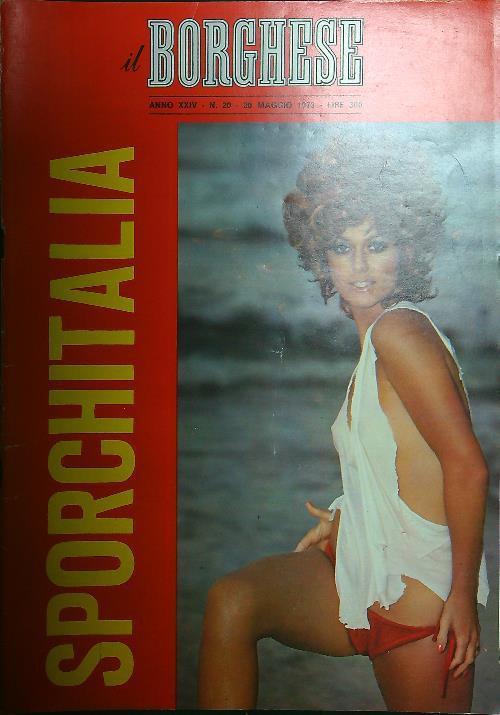 il BORGHESE
ANNO XXIV - N. 20 - 20 MAGGIO 1973 - LIRE 300
SPORCHITALIA